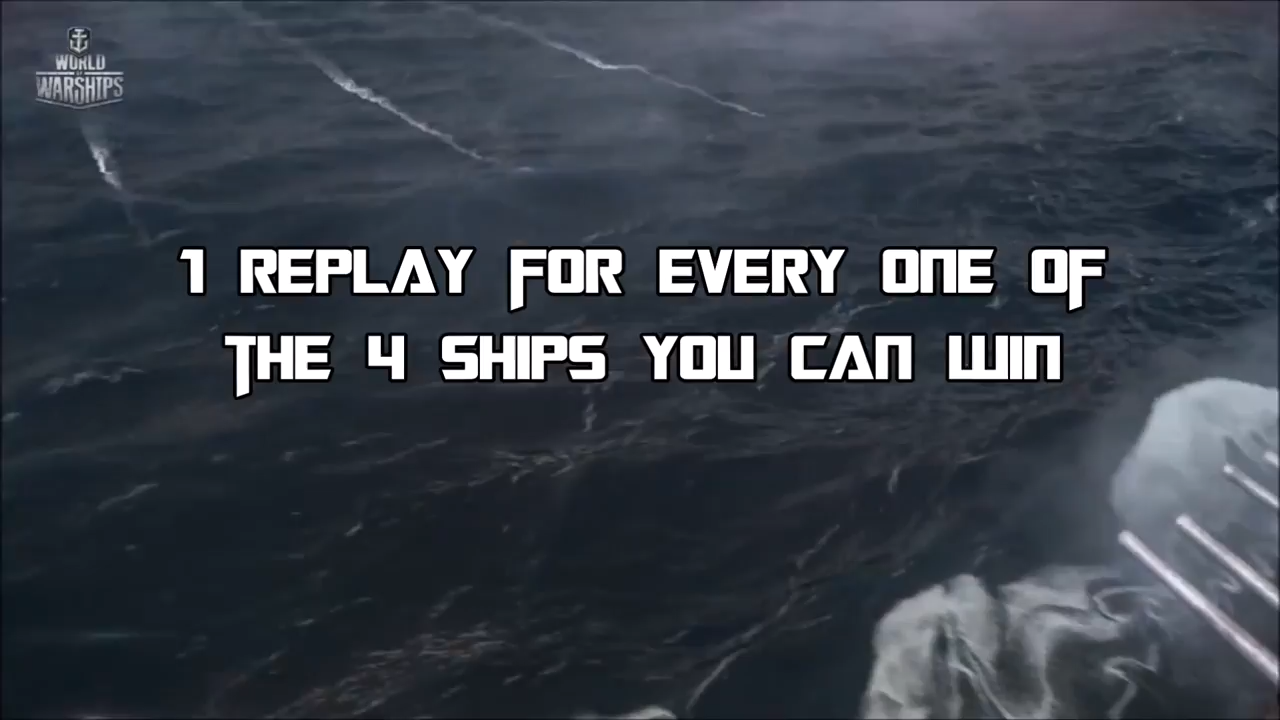 WORLD
OF
WARSHIPS
1 REPLAY FOR EVERY ONE OF
THE 4 SHIPS YOU CAN WIN